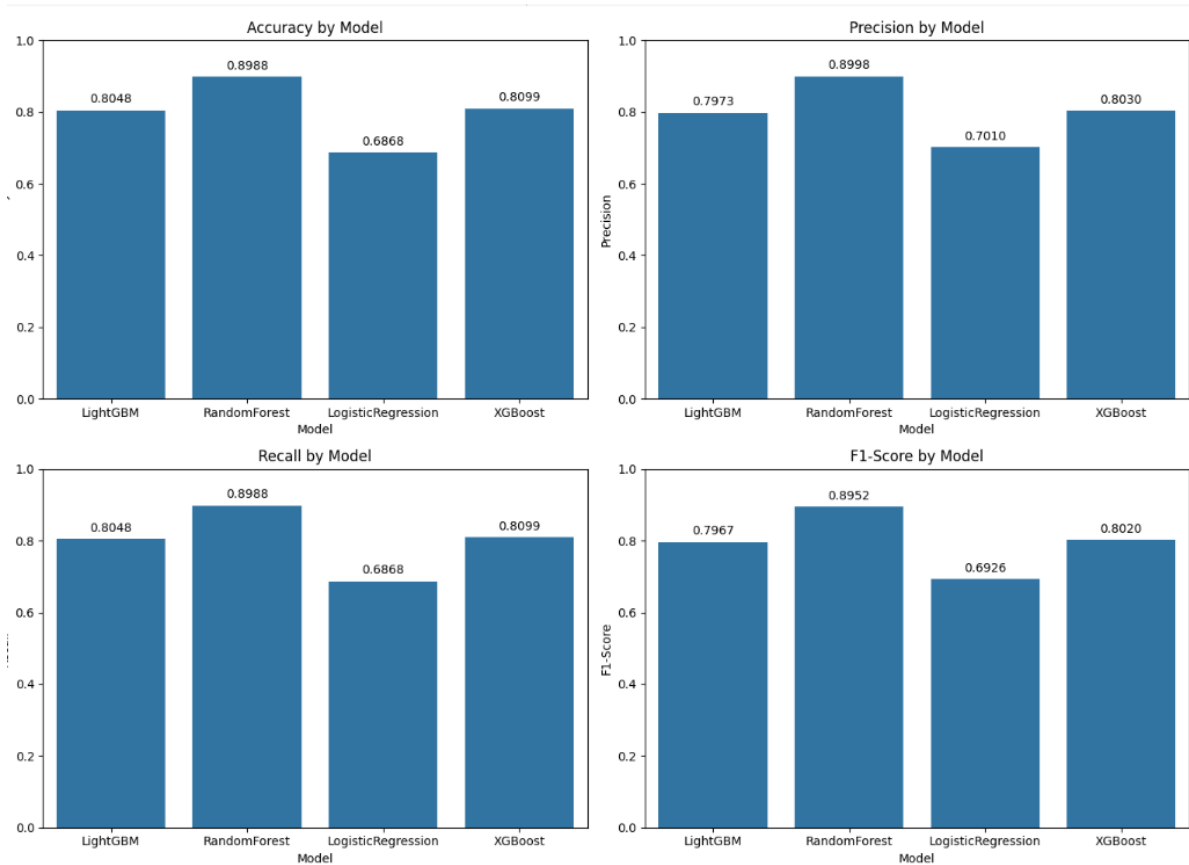 Accuracy by Model
1.0
0.8
0.6
0.4
0.2
0.0
0.8048
0.8988
0.6868
0.8099
LightGBM RandomForest LogisticRegression XGBoost
Model
Precision by Model
Precision
1.0
0.8
0.6
0.4
0.2
0.0
0.7973
0.8998
0.7010
0.8030
LightGBM RandomForest LogisticRegression XGBoost
Model
Recall by Model
1.0
0.8
0.6
0.4
0.2
0.0
0.8048
0.8988
0.6868
0.8099
LightGBM RandomForest LogisticRegression XGBoost
Model
F1-Score by Model
F1-Score
1.0
0.8
0.6
0.4
0.2
0.0
0.7967
0.8952
0.6926
0.8020
LightGBM RandomForest LogisticRegression XGBoost
Model